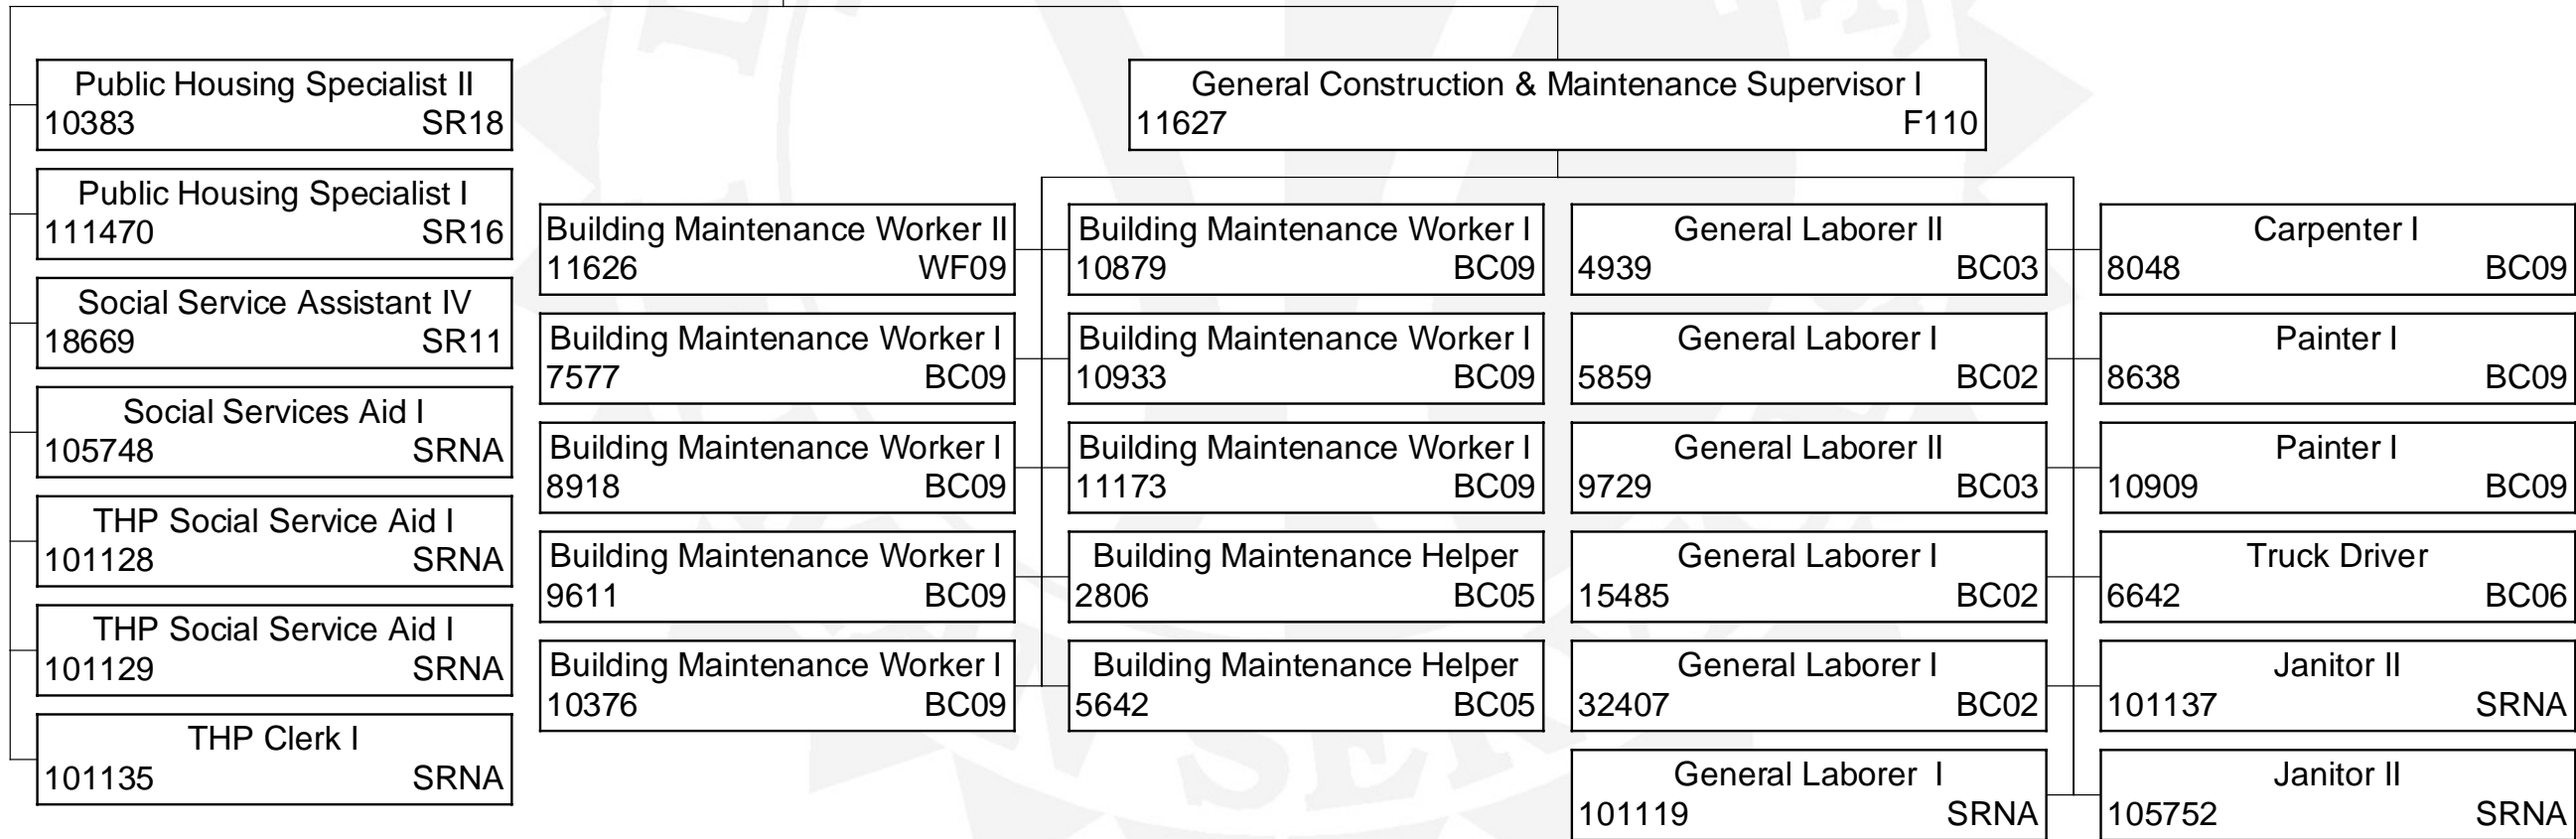 Public Housing Specialist II
10383 SR18
Public Housing Specialist I
111470 SR16
Social Service Assistant IV
18669 SR11
Social Services Aid I
105748 SRNA
THP Social Service Aid I
101128 SRNA
THP Social Service Aid I
101129 SRNA
THP Clerk I
101135 SRNA
General Construction & Maintenance Supervisor I
11627 F110
Building Maintenance Worker II
11626 WF09
Building Maintenance Worker I
7577 BC09
Building Maintenance Worker I
8918 BC09
Building Maintenance Worker I
9611 BC09
Building Maintenance Worker I
10376 BC09
Building Maintenance Worker I
10879 BC09
Building Maintenance Worker I
10933 BC09
Building Maintenance Worker I
11173 BC09
Building Maintenance Helper
2806 BC05
Building Maintenance Helper
5642 BC05
General Laborer II
4939 BC03
General Laborer I
5859 BC02
General Laborer II
9729 BC03
General Laborer I
15485 BC02
General Laborer I
32407 BC02
General Laborer I
101119 SRNA
Carpenter I
8048 BC09
Painter I
8638 BC09
Painter I
10909 BC09
Truck Driver
6642 BC06
Janitor II
101137 SRNA
Janitor II
105752 SRNA